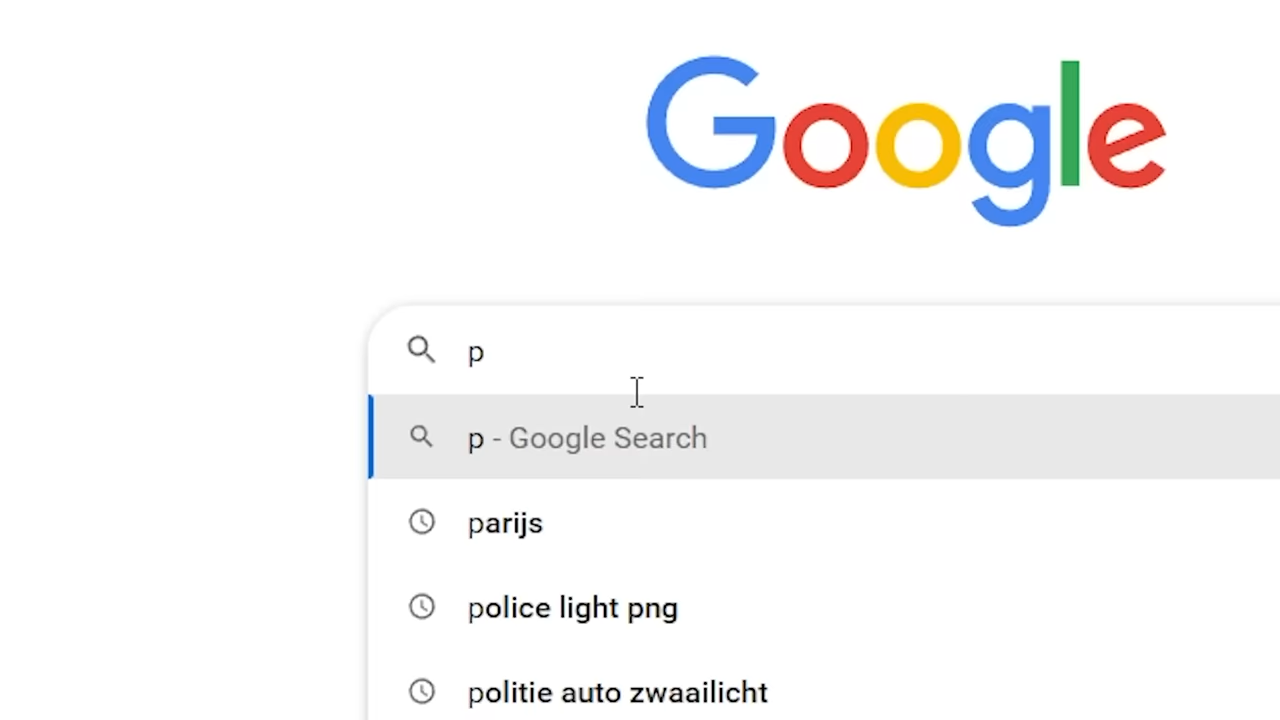 Google
p
p - Google Search
parijs
police light png
politie auto zwaailicht